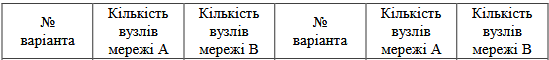 №
варіанта
Кількість
вузлів
мережі А
Кількість
вузлів
мережі В
№
варіанта
Кількість
вузлів
мережі А
Кількість
вузлів
мережі В